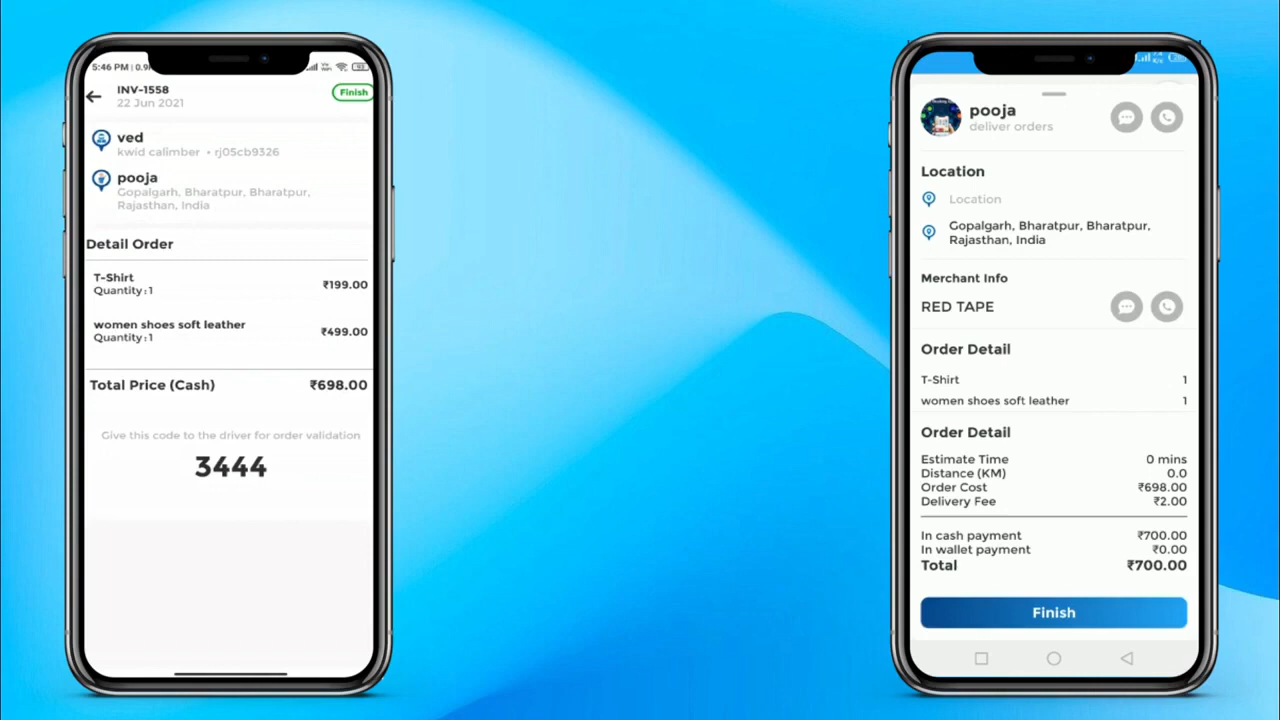 5:46 PM | 0.9
INV-1558
22 Jun 2021
Finish
ved
kwid calimber • rj05cb9326
pooja
Gopalgarh, Bharatpur, Bharatpur,
Rajasthan, India
Detail Order
T-Shirt
Quantity:1
₹199.00
women shoes soft leather
Quantity:1
₹499.00
Total Price (Cash) ₹698.00
Give this code to the driver for order validation
3444
pooja
deliver orders
Location
Location
Gopalgarh, Bharatpur, Bharatpur,
Rajasthan, India
Merchant Info
RED TAPE
Order Detail
T-Shirt 1
women shoes soft leather 1
Order Detail
Estimate Time 0 mins
Distance (KM) 0.0
Order Cost ₹698.00
Delivery Fee ₹2.00
In cash payment ₹700.00
In wallet payment ₹0.00
Total ₹700.00
Finish